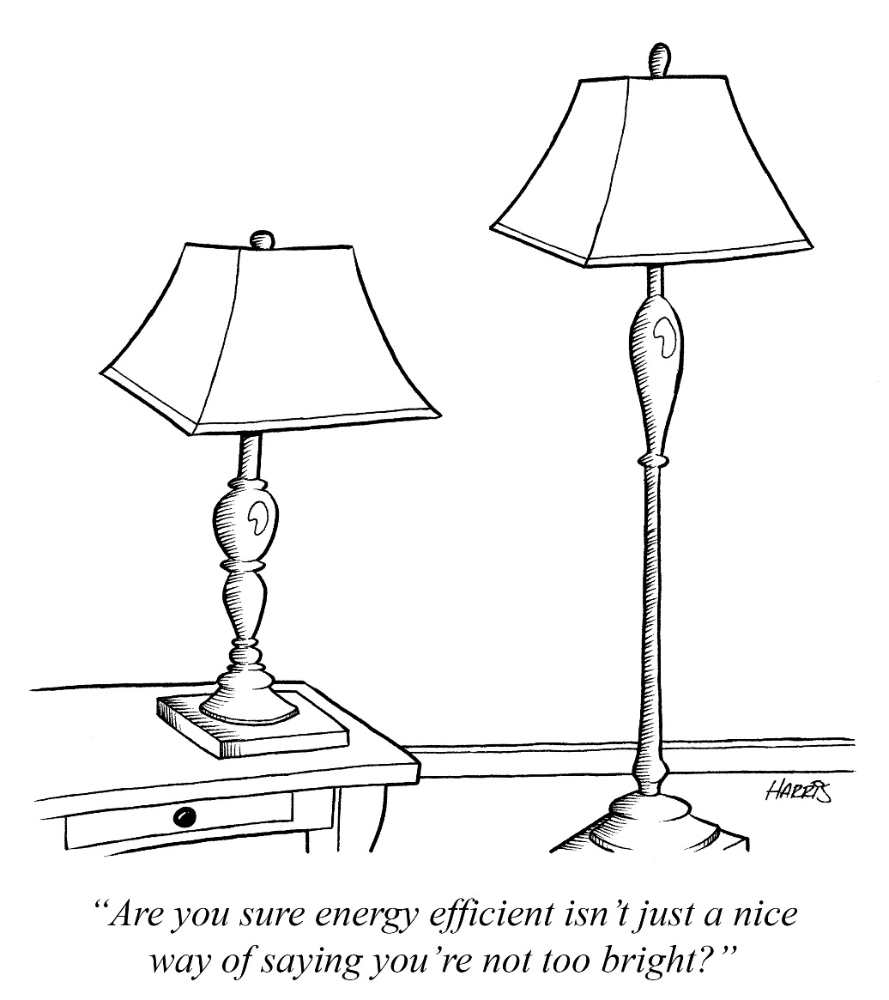 HARRIS
“Are you sure energy efficient isn’t just a nice
way of saying you’re not too bright?”